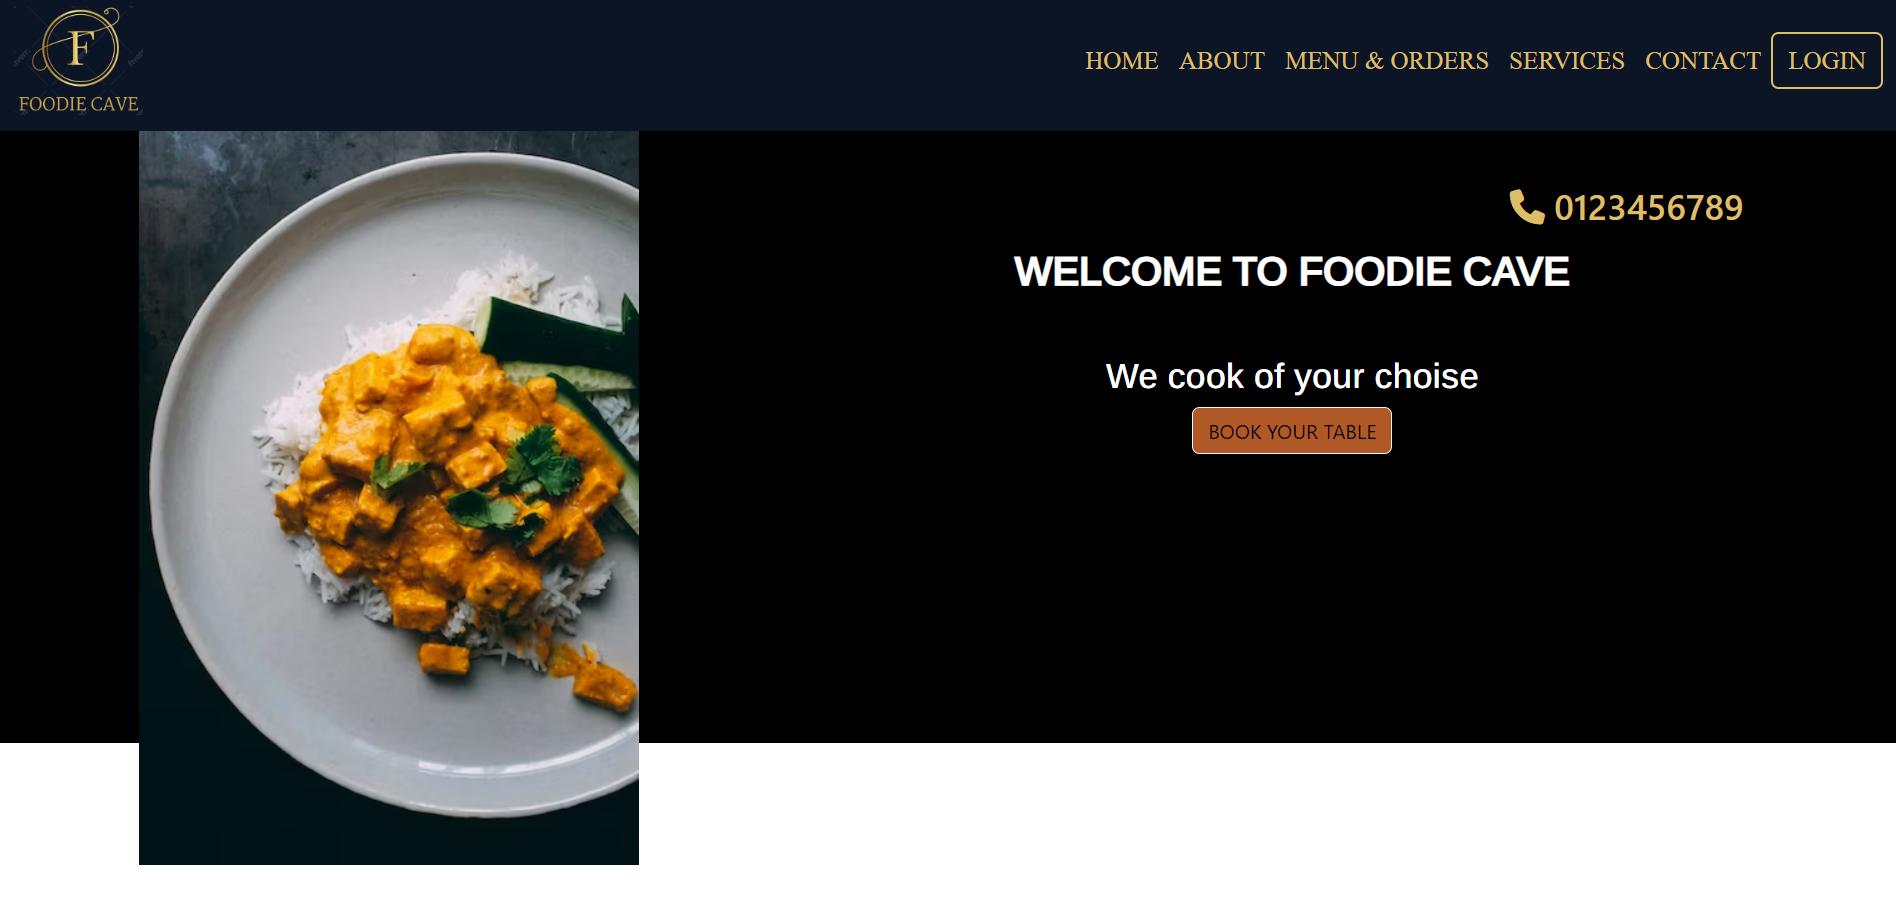 F
FOODIE CAVE
HOME ABOUT MENU & ORDERS SERVICES CONTACT LOGIN
0123456789
WELCOME TO FOODIE CAVE
We cook of your choise
BOOK YOUR TABLE